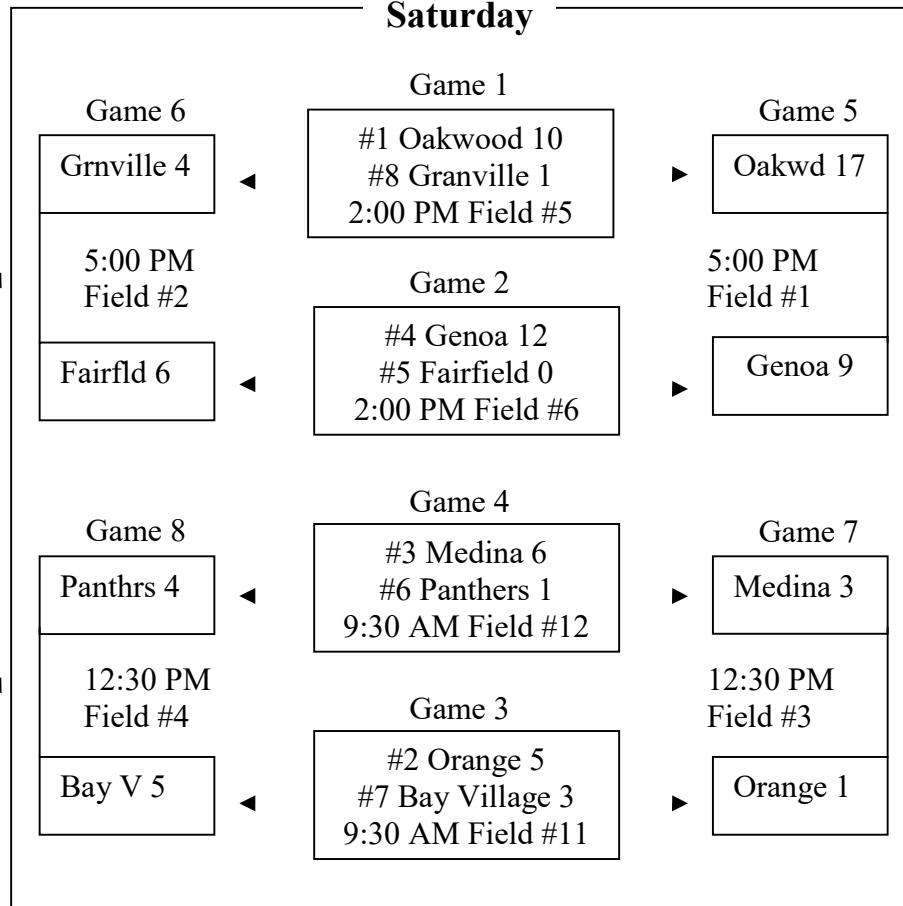 Saturday
Game 1
Game 6
Game 5
#1 Oakwood 10
#8 Granville 1
2:00 PM Field #5
Grnville 4
Oakwd 17
5:00 PM
Field #2
5:00 PM
Field #1
Game 2
#4 Genoa 12
#5 Fairfield 0
2:00 PM Field #6
Fairfld 6
Genoa 9
Game 4
Game 8
Game 7
#3 Medina 6
#6 Panthers 1
9:30 AM Field #12
Panthrs 4
Medina 3
12:30 PM
Field #4
12:30 PM
Field #3
Game 3
#2 Orange 5
#7 Bay Village 3
9:30 AM Field #11
Bay V 5
Orange 1